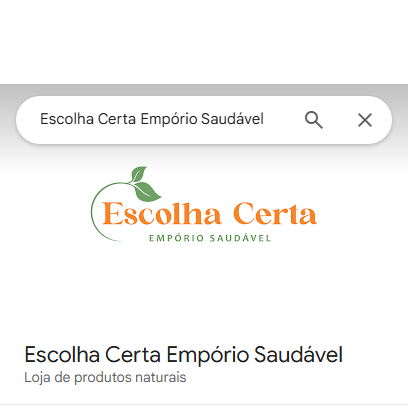 Escolha Certa Empório Saudável
Escolha Certa
EMPÓRIO SAUDÁVEL
Escolha Certa Empório Saudável
Loja de produtos naturais